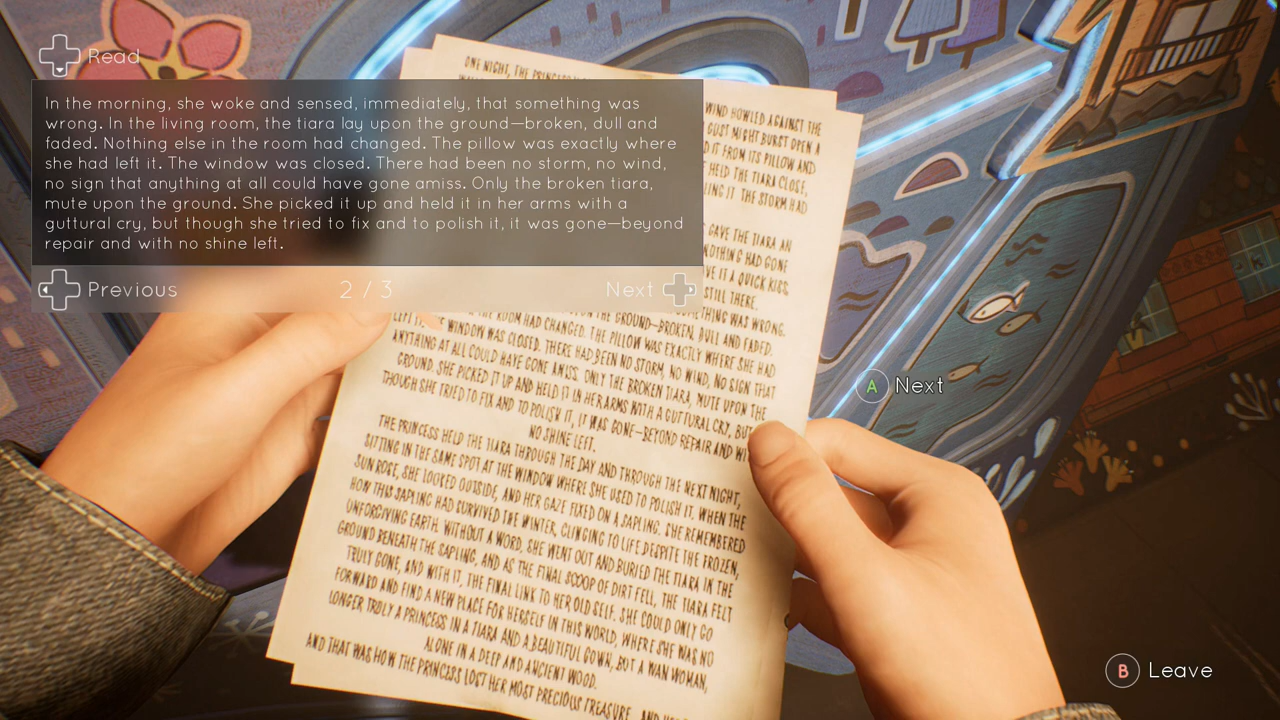 Read
In the morning, she woke and sensed, immediately, that something was
wrong. In the living room, the tiara lay upon the ground—broken, dull and
faded. Nothing else in the room had changed. The pillow was exactly where
she had left it. The window was closed. There had been no storm, no wind,
no sign that anything at all could have gone amiss. Only the broken tiara,
mute upon the ground. She picked it up and held it in her arms with a
guttural cry, but though she tried to fix and to polish it, it was gone—beyond
repair and with no shine left.
Previous
2 / 3
Next
ONE NIGHT, THE
WIND HOWLED AGAINST THE
GUST MIGHT BURST OPEN A
IT FROM ITS PILLOW AND
HELD THE TIARA CLOSE,
IT. THE STORM HAD
GAVE THE TIARA AN
NOTHING HAD GONE
IT A QUICK KISS
STILL THERE.
WAS WRONG.
THE GROUND—BROKEN, DULL AND FADED.
WINDOW WAS CLOSED. THE PILLOW WAS EXACTLY WHERE SHE HAD
ANYTHING AT ALL COULD HAVE GONE AMISS. ONLY THE BROKEN TIARA, MUTE UPON THE
GROUND. SHE PICKED IT UP AND HELD IT IN HER ARMS WITH A GUTTURAL CRY, BUT
THOUGH SHE TRIED TO FIX AND TO POLISH IT, IT WAS GONE—BEYOND REPAIR AND
NO SHINE LEFT.
THE PRINCESS HELD THE TIARA THROUGH THE DAY AND THROUGH THE NEXT NIGHT,
SITTING IN THE SAME SPOT AT THE WINDOW WHERE SHE USED TO POLISH IT. WHEN THE
SUN ROSE, SHE LOOKED OUTSIDE, AND HER GAZE FIXED ON A SAPLING. SHE REMEMBERED
HOW THIS SAPLING HAD SURVIVED THE WINTER, CLINGING TO LIFE DESPITE THE FROZEN,
UNFORGIVING EARTH. WITHOUT A WORD, SHE WENT OUT AND BURIED THE TIARA IN THE
GROUND BENEATH THE SAPLING, AND AS THE FINAL SCOOP OF DIRT FELL, THE TIARA FELT
TRULY GONE, AND WITH IT, THE FINAL LINK TO HER OLD SELF. SHE COULD ONLY GO
FORWARD AND FIND A NEW PLACE FOR HERSELF IN THIS WORLD, WHERE SHE WAS NO
LONGER TRULY A PRINCESS IN A TIARA AND A BEAUTIFUL GOWN, BUT A WAN WOMAN,
ALONE IN A DEEP AND ANCIENT WOOD.
AND THAT WAS HOW THE PRINCESS LOST HER MOST PRECIOUS TREASURE
A Next
B Leave